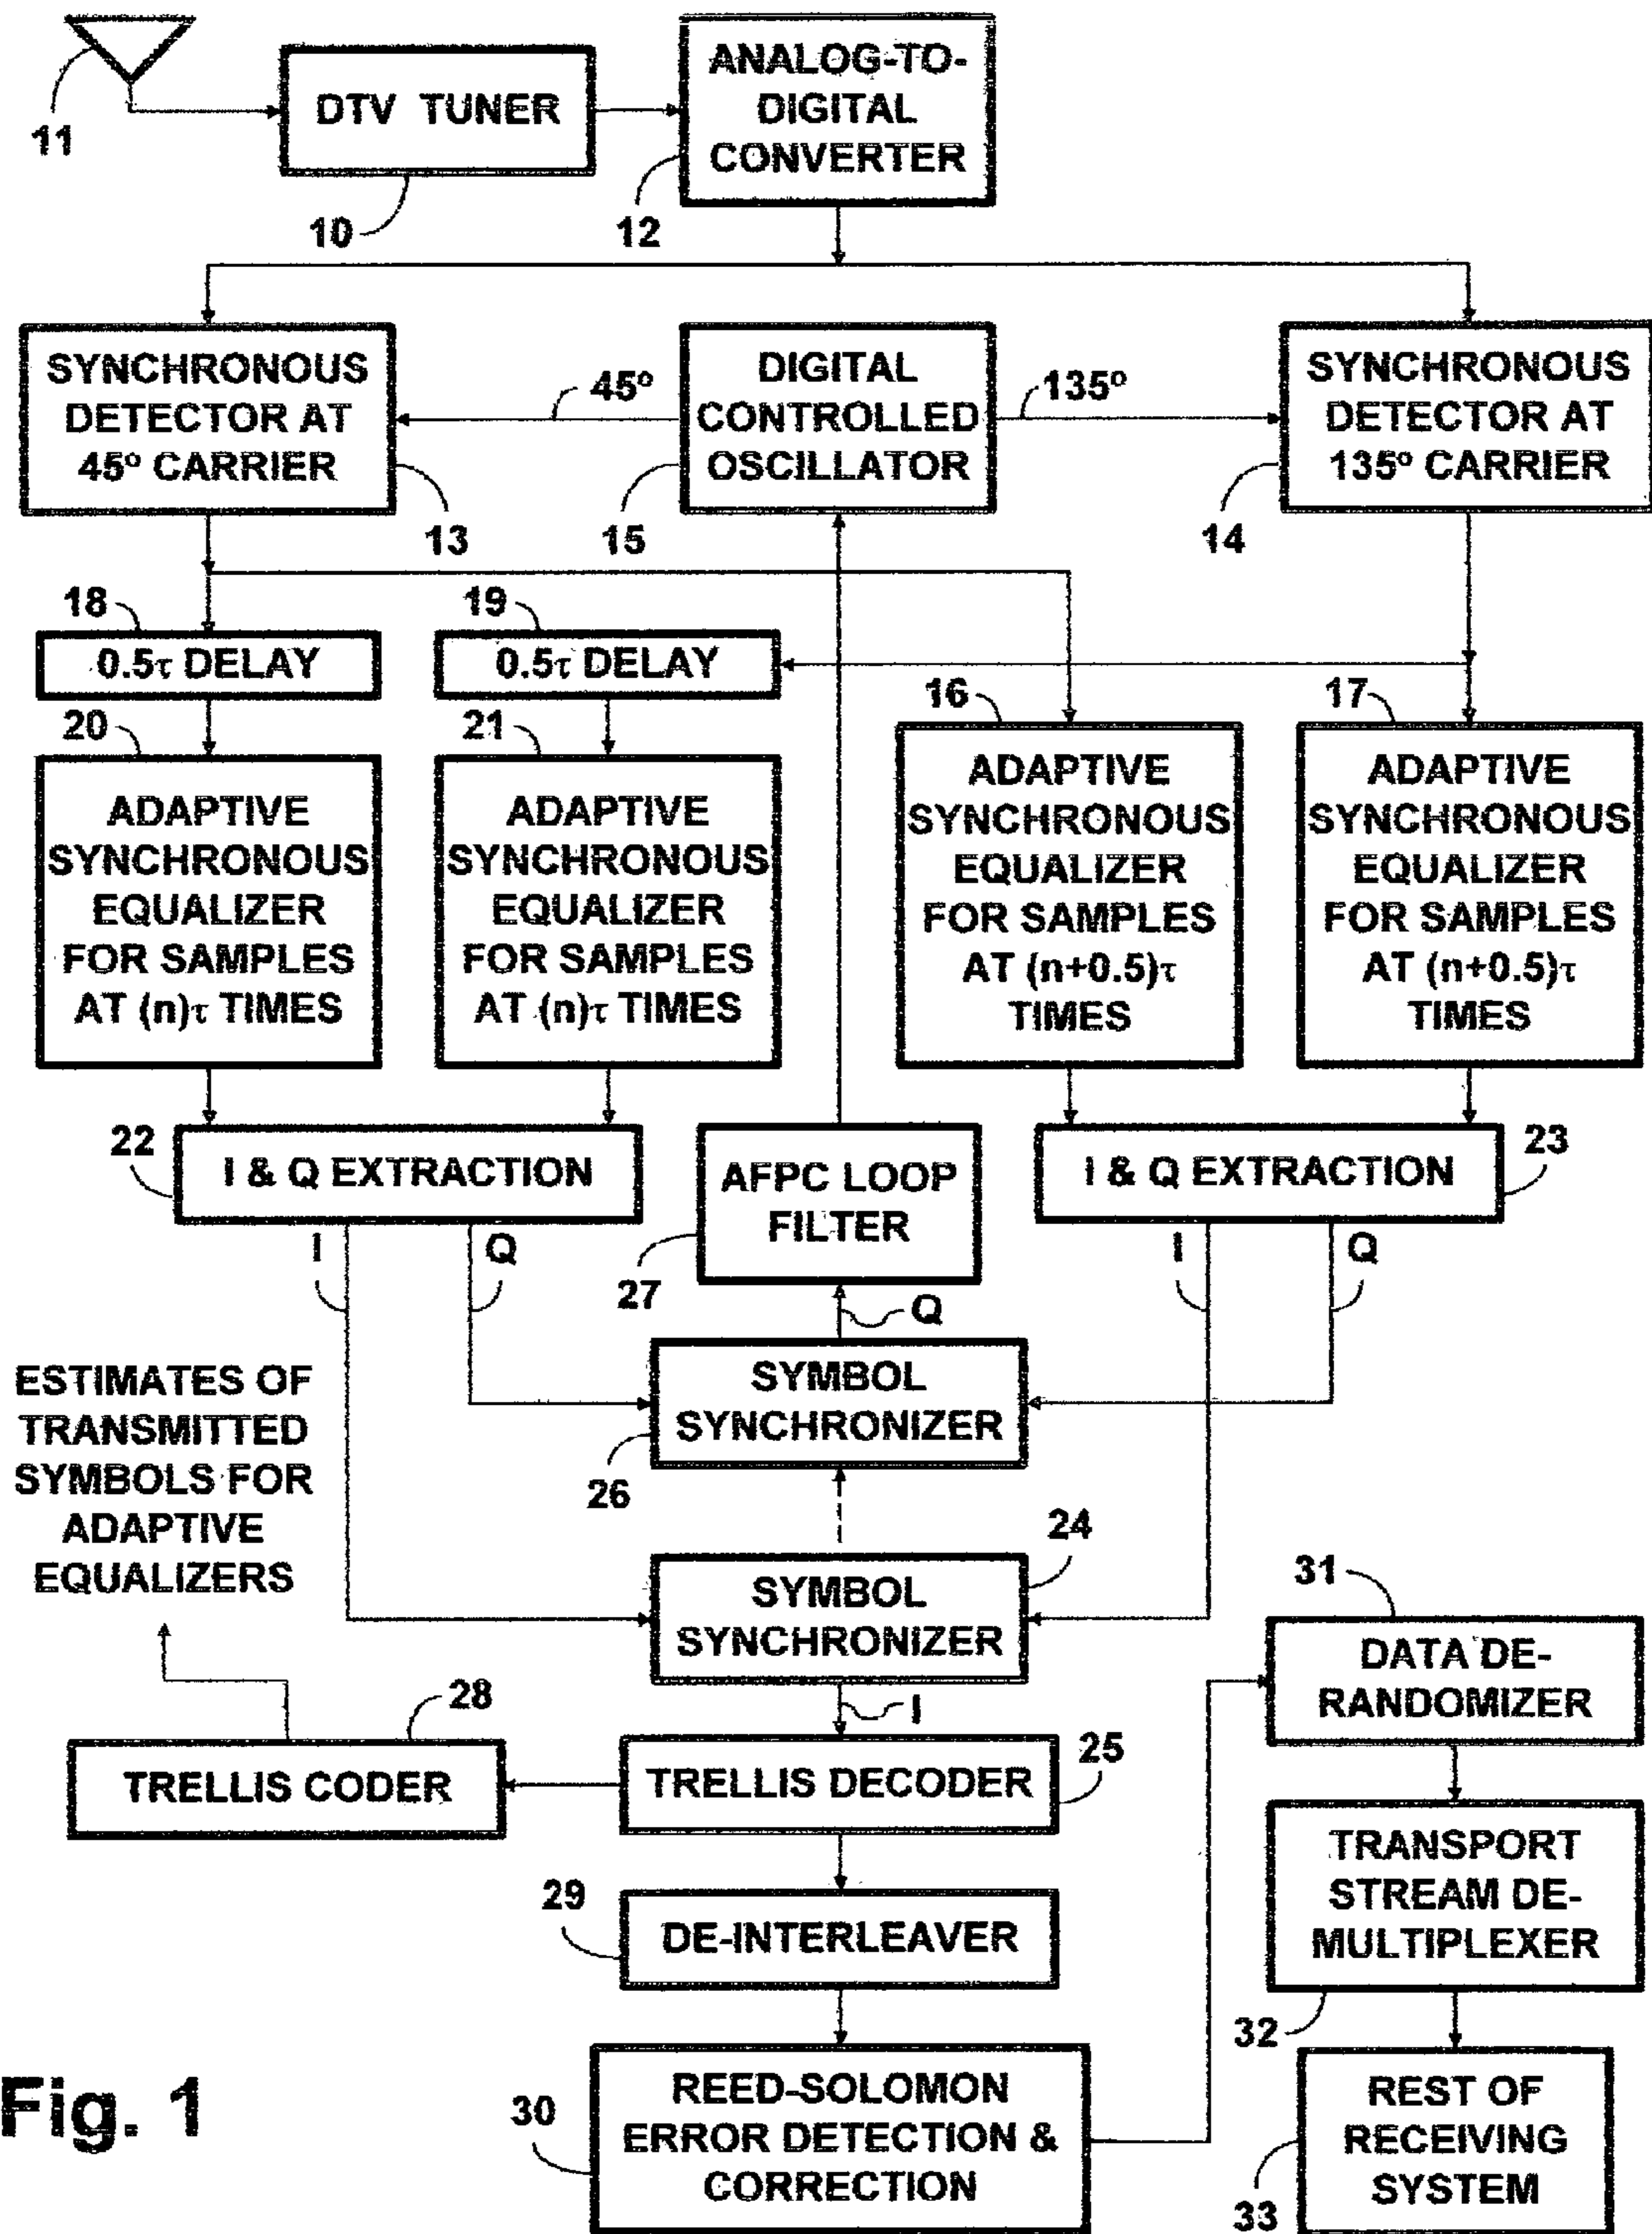 11
DTV TUNER
10
ANALOG-TO-
DIGITAL
CONVERTER
12
SYNCHRONOUS
DETECTOR AT
45º CARRIER
13
45º
DIGITAL
CONTROLLED
OSCILLATOR
15
135º
SYNCHRONOUS
DETECTOR AT
135º CARRIER
14
18
0.5τ DELAY
19
0.5τ DELAY
20
ADAPTIVE
SYNCHRONOUS
EQUALIZER
FOR SAMPLES
AT (n)τ TIMES
21
ADAPTIVE
SYNCHRONOUS
EQUALIZER
FOR SAMPLES
AT (n)τ TIMES
16
ADAPTIVE
SYNCHRONOUS
EQUALIZER
FOR SAMPLES
AT (n+0.5)τ
TIMES
17
ADAPTIVE
SYNCHRONOUS
EQUALIZER
FOR SAMPLES
AT (n+0.5)τ
TIMES
22
I & Q EXTRACTION
I
Q
AFPC LOOP
FILTER
27
Q
I & Q EXTRACTION
23
I
Q
SYMBOL
SYNCHRONIZER
26
ESTIMATES OF
TRANSMITTED
SYMBOLS FOR
ADAPTIVE
EQUALIZERS
SYMBOL
SYNCHRONIZER
24
I
28
TRELLIS CODER
TRELLIS DECODER
25
29
DE-INTERLEAVER
30
REED-SOLOMON
ERROR DETECTION &
CORRECTION
31
DATA DE-
RANDOMIZER
TRANSPORT
STREAM DE-
MULTIPLEXER
32
REST OF
RECEIVING
SYSTEM
33
Fig. 1